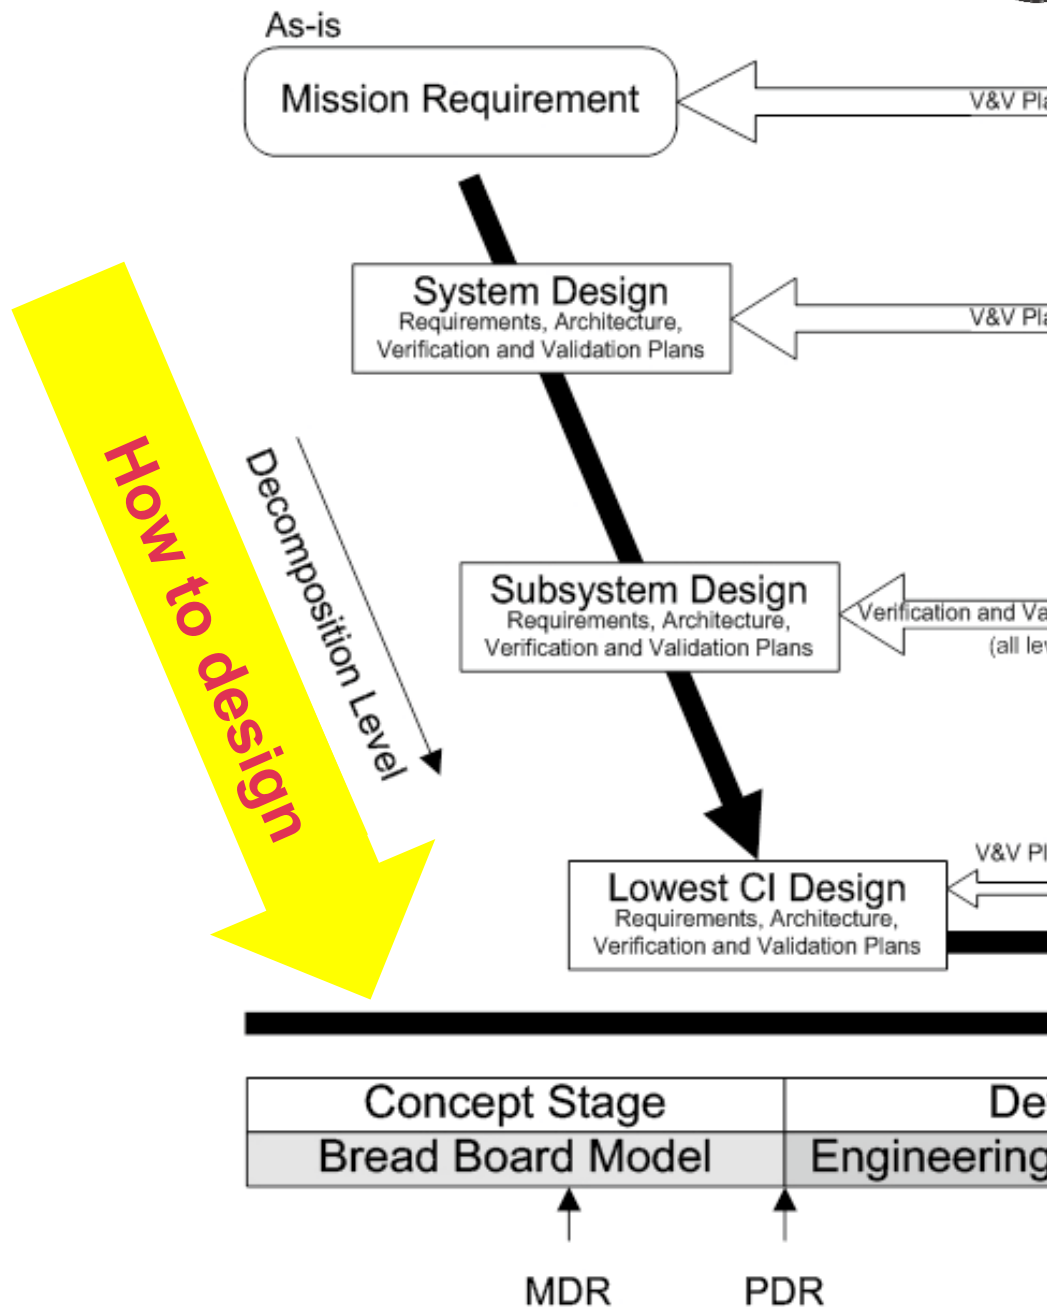 As-is
Mission Requirement
V&V Pla
System Design
Requirements, Architecture,
Verification and Validation Plans
V&V Pla
How to design
Decomposition Level
Subsystem Design
Requirements, Architecture,
Verification and Validation Plans
Verification and Va
(all lev
Lowest CI Design
Requirements, Architecture,
Verification and Validation Plans
V&V Pl
Concept Stage
De
Bread Board Model
Engineering
MDR
PDR